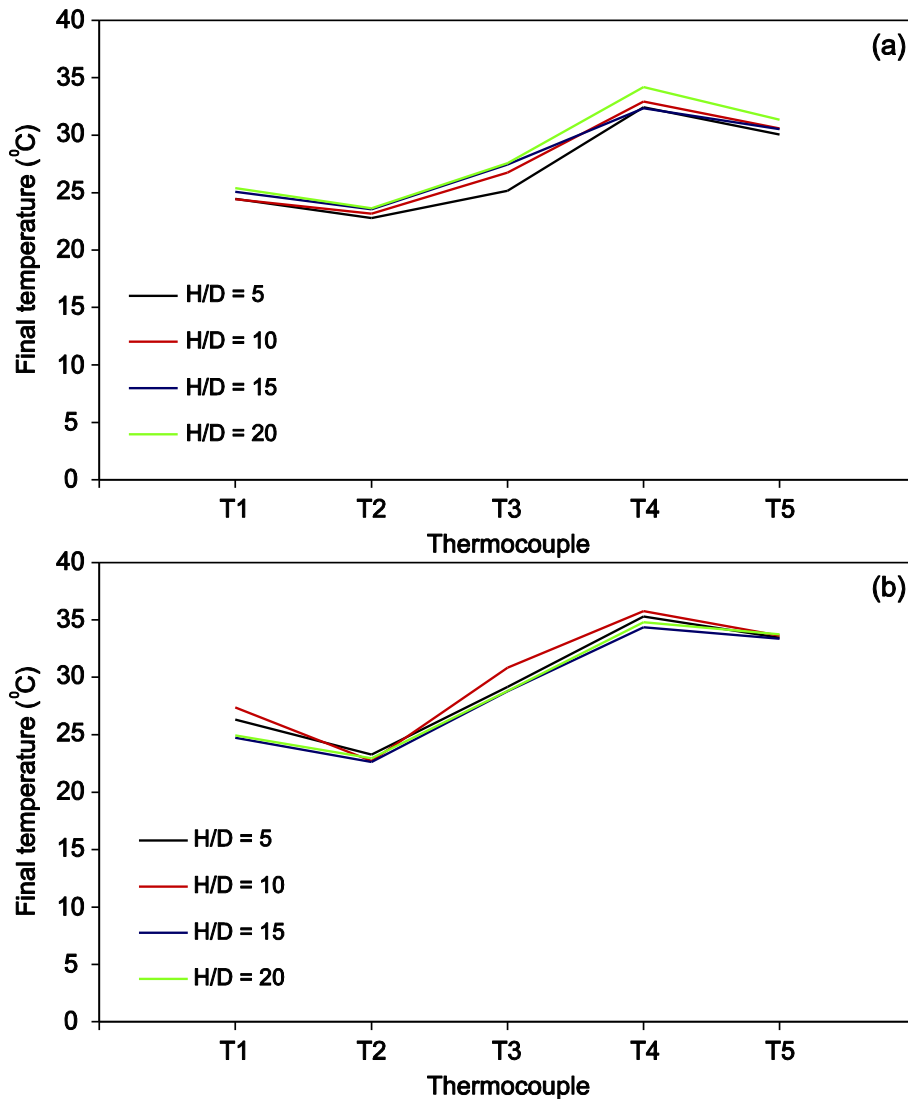 (a)
Final temperature (⁰C)
40
35
30
25
20
15
10
5
0
H/D = 5
H/D = 10
H/D = 15
H/D = 20
T1 T2 T3 T4 T5
Thermocouple
(b)
Final temperature (⁰C)
40
35
30
25
20
15
10
5
0
H/D = 5
H/D = 10
H/D = 15
H/D = 20
T1 T2 T3 T4 T5
Thermocouple